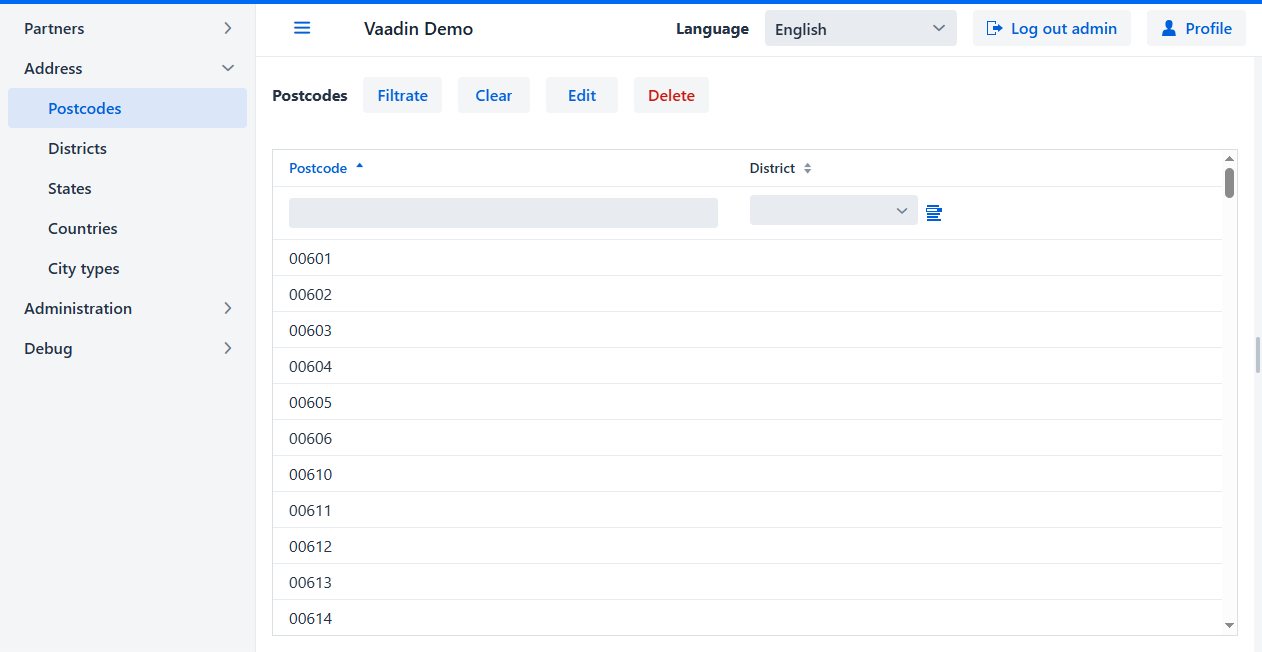 Partners
Address
Postcodes
Districts
States
Countries
City types
Administration
Debug
Vaadin Demo
Language
English
Log out admin
Profile
Postcodes
Filtrate
Clear
Edit
Delete
Postcode
District
00601
00602
00603
00604
00605
00606
00610
00611
00612
00613
00614